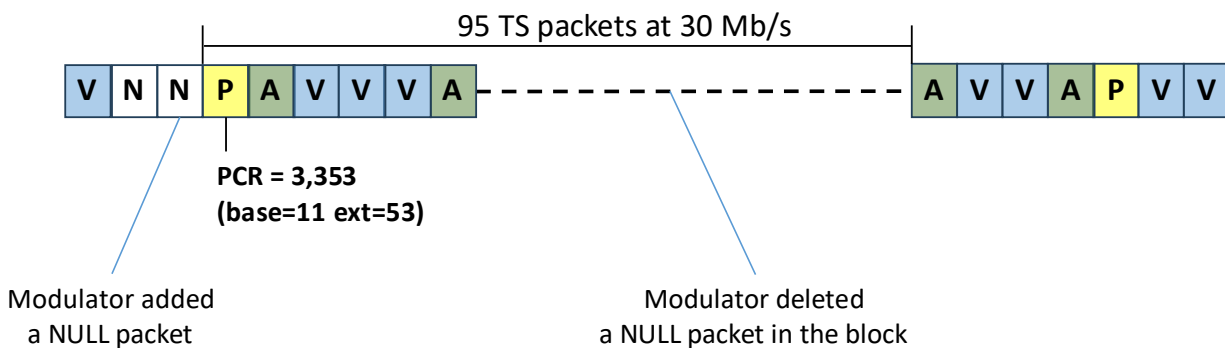 95 TS packets at 30 Mb/s
V N N P A V V V A A V V A P V V
PCR = 3,353
(base=11 ext=53)
Modulator added
a NULL packet
Modulator deleted
a NULL packet in the block